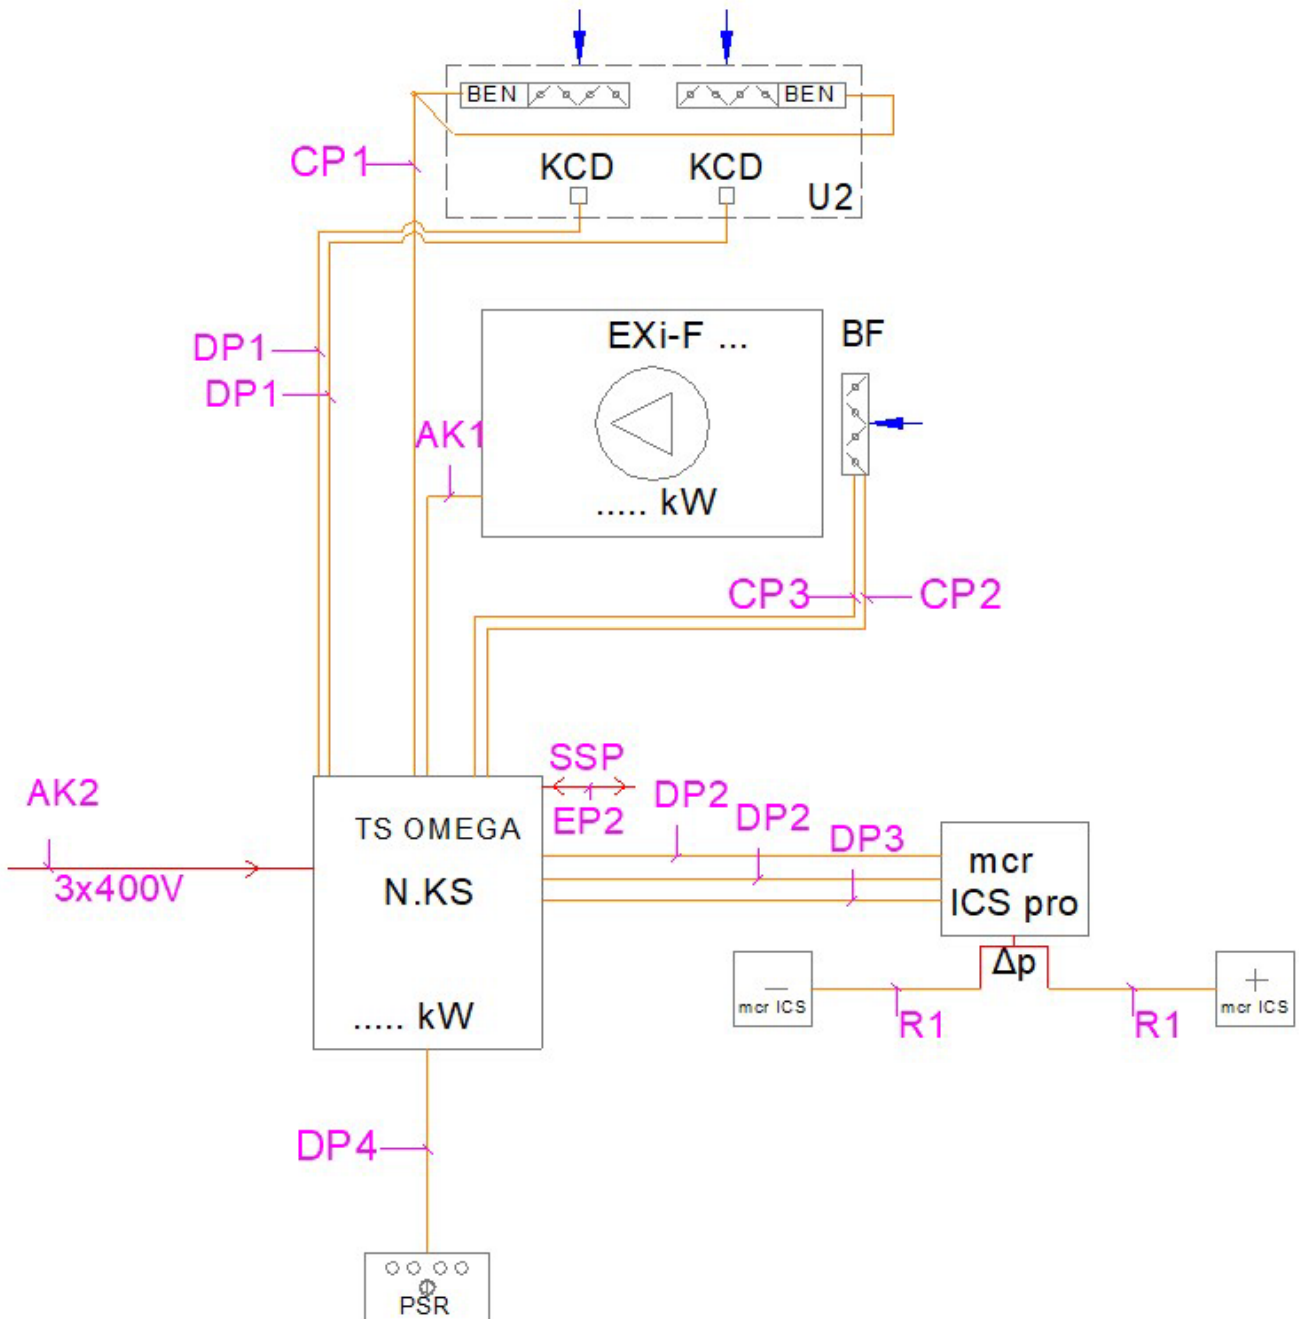 BEN
BEN
CP1
KCD
KCD
U2
DP1
DP1
EXi-F ...
BF
AK1
..... kW
CP3
CP2
AK2
3x400V
SSP
EP2
DP2
DP2
DP3
TS OMEGA
N.KS
..... kW
mcr
ICS pro
Δp
−
mcr ICS
+
mcr ICS
R1
R1
DP4
PSR